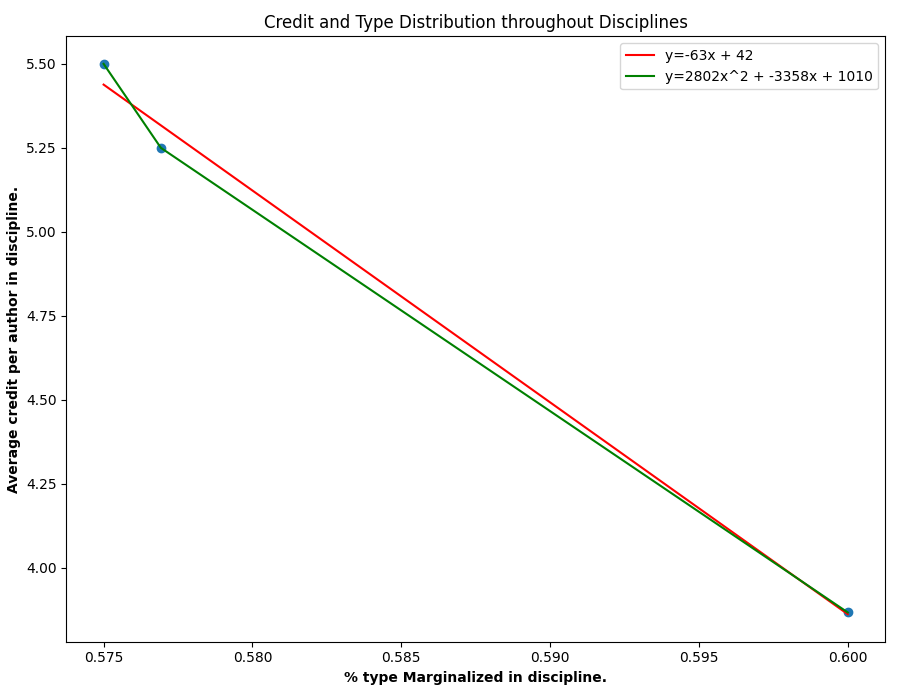 Credit and Type Distribution throughout Disciplines
y=-63x + 42
y=2802x^2 + -3358x + 1010
Average credit per author in discipline.
5.50
5.25
5.00
4.75
4.50
4.25
4.00
0.575 0.580 0.585 0.590 0.595 0.600
% type Marginalized in discipline.